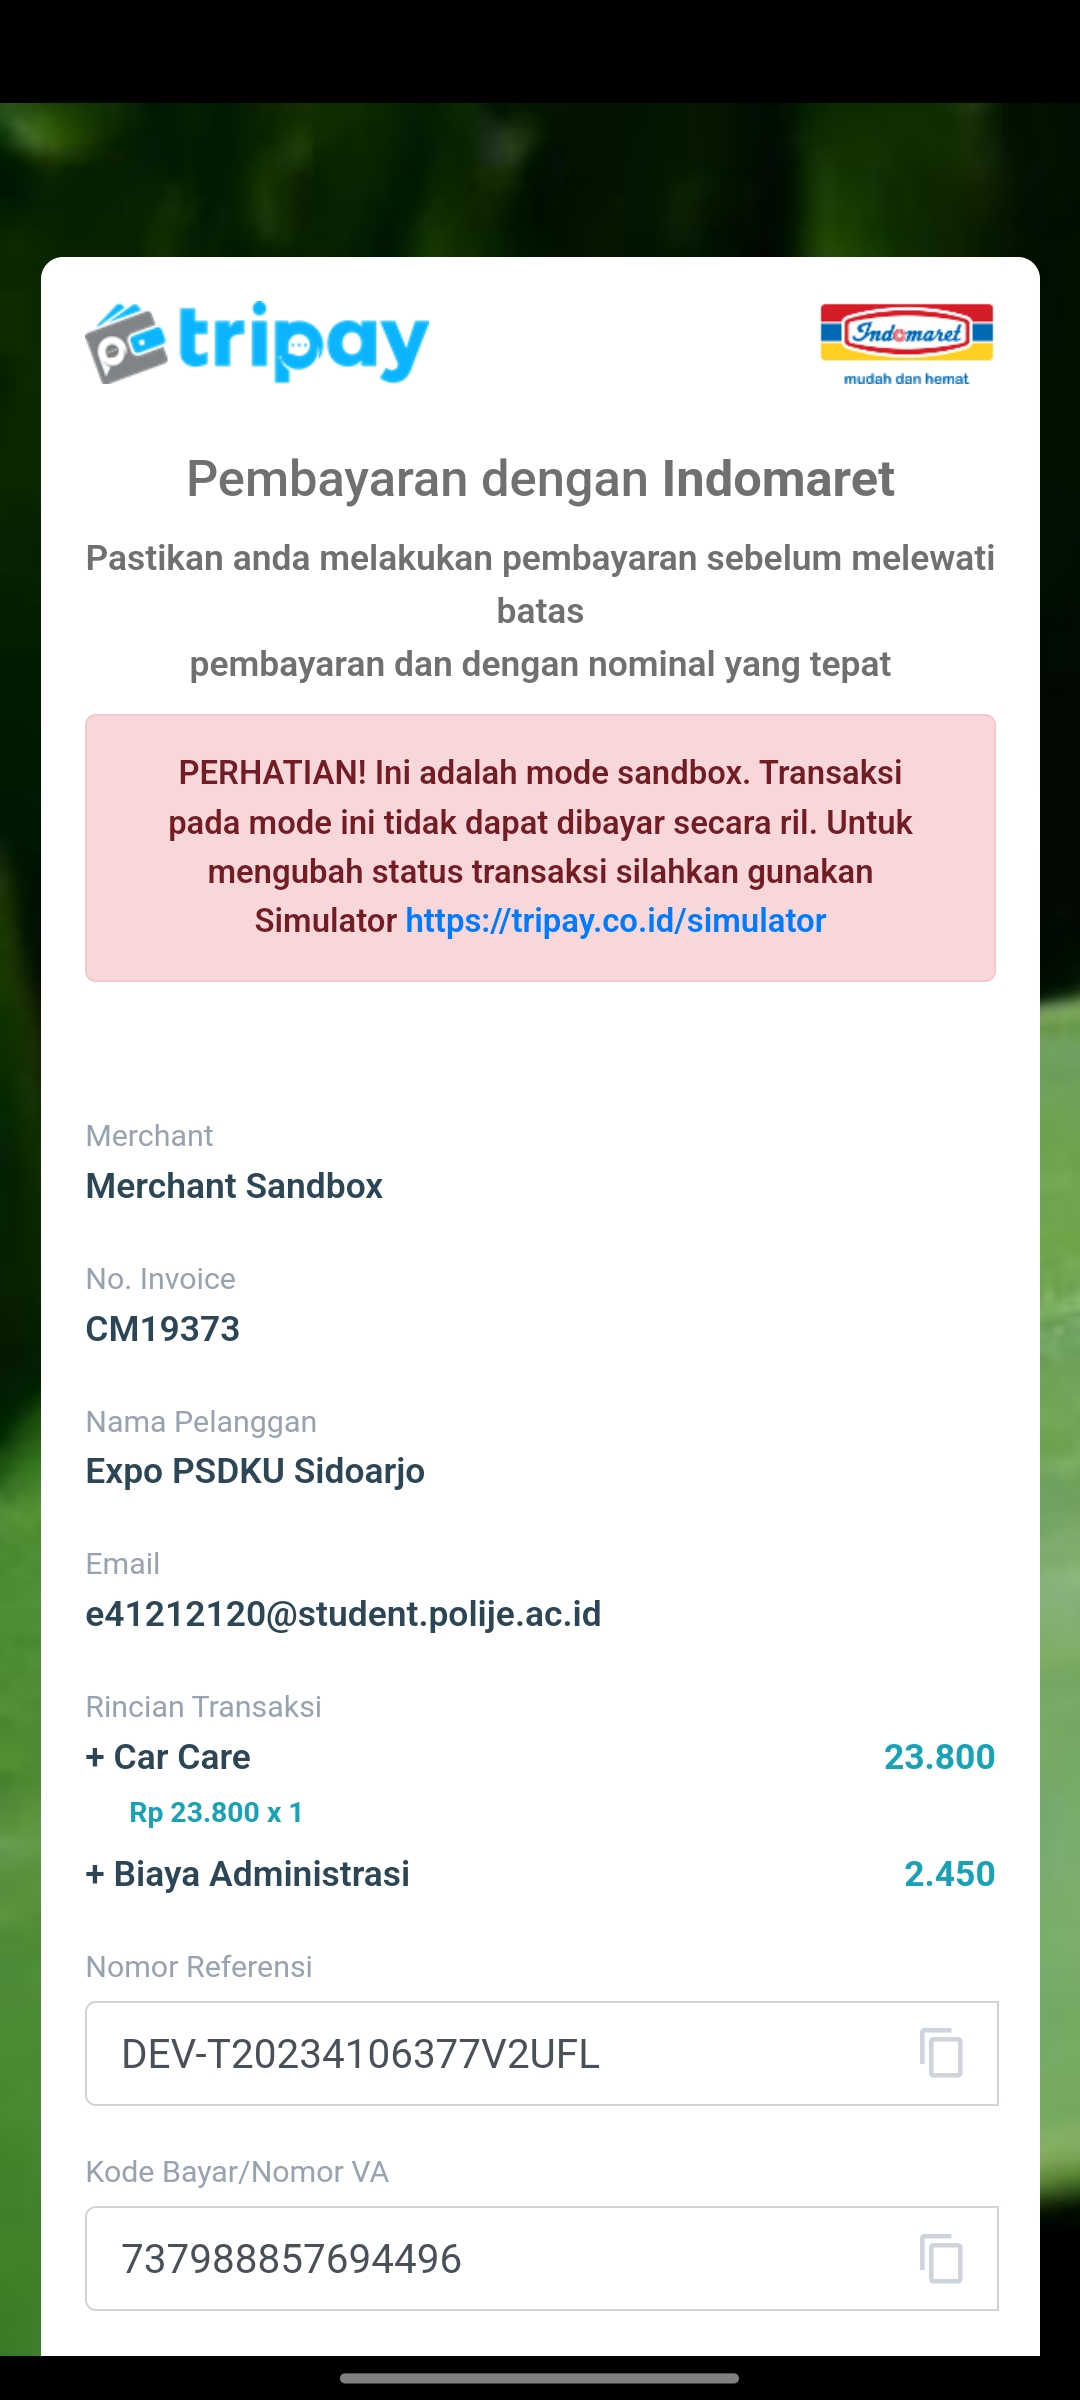 tripay
Indomaret
mudah dan hemat
Pembayaran dengan Indomaret
Pastikan anda melakukan pembayaran sebelum melewati
batas
pembayaran dan dengan nominal yang tepat
PERHATIAN! Ini adalah mode sandbox. Transaksi
pada mode ini tidak dapat dibayar secara ril. Untuk
mengubah status transaksi silahkan gunakan
Simulator https://tripay.co.id/simulator
Merchant
Merchant Sandbox
No. Invoice
CM19373
Nama Pelanggan
Expo PSDKU Sidoarjo
Email
e41212120@student.polije.ac.id
Rincian Transaksi
+ Car Care 23.800
Rp 23.800 x 1
+ Biaya Administrasi 2.450
Nomor Referensi
DEV-T20234106377V2UFL
Kode Bayar/Nomor VA
737988857694496